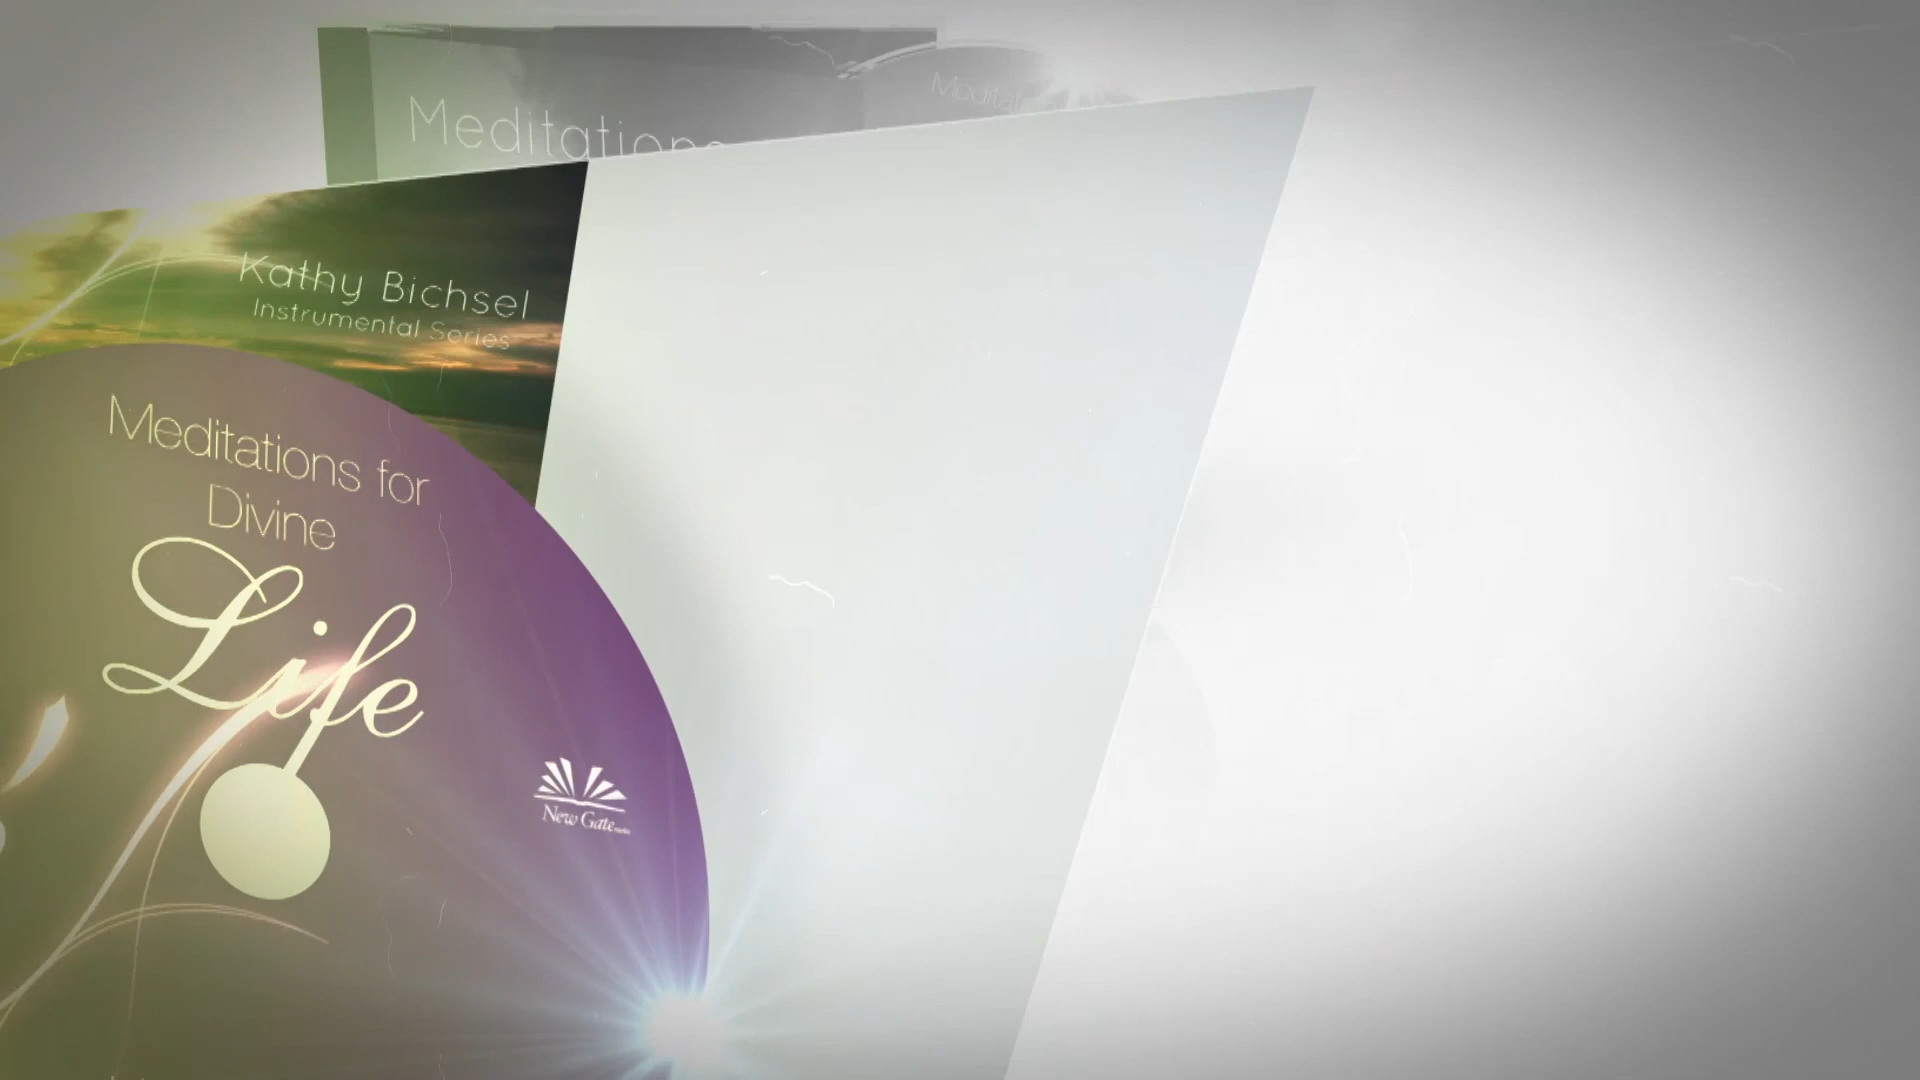 Meditations
Kathy Bichsel
Instrumental Series
Meditations for
Divine
Life
New Gate